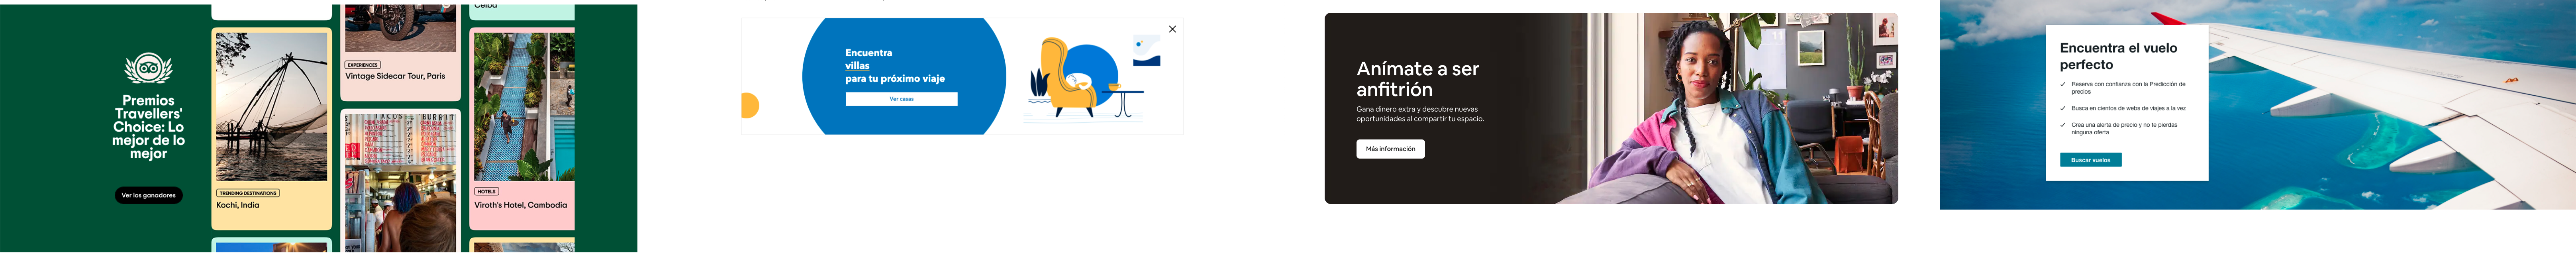 Premios
Travellers'
Choice: Lo
mejor de lo
mejor
Ver los ganadores
TRENDING DESTINATIONS
Kochi, India
EXPERIENCES
Vintage Sidecar Tour, Paris
TACOS BURRIT
Ceiba
HOTELS
Viroth's Hotel, Cambodia
Encuentra
villas
para tu próximo viaje
Ver casas
Anímate a ser
anfitrión
Gana dinero extra y descubre nuevas
oportunidades al compartir tu espacio.
Más información
Encuentra el vuelo
perfecto
Reserva con confianza con la Predicción de
precios
Busca en cientos de webs de viajes a la vez
Crea una alerta de precio y no te pierdas
ninguna oferta
Buscar vuelos